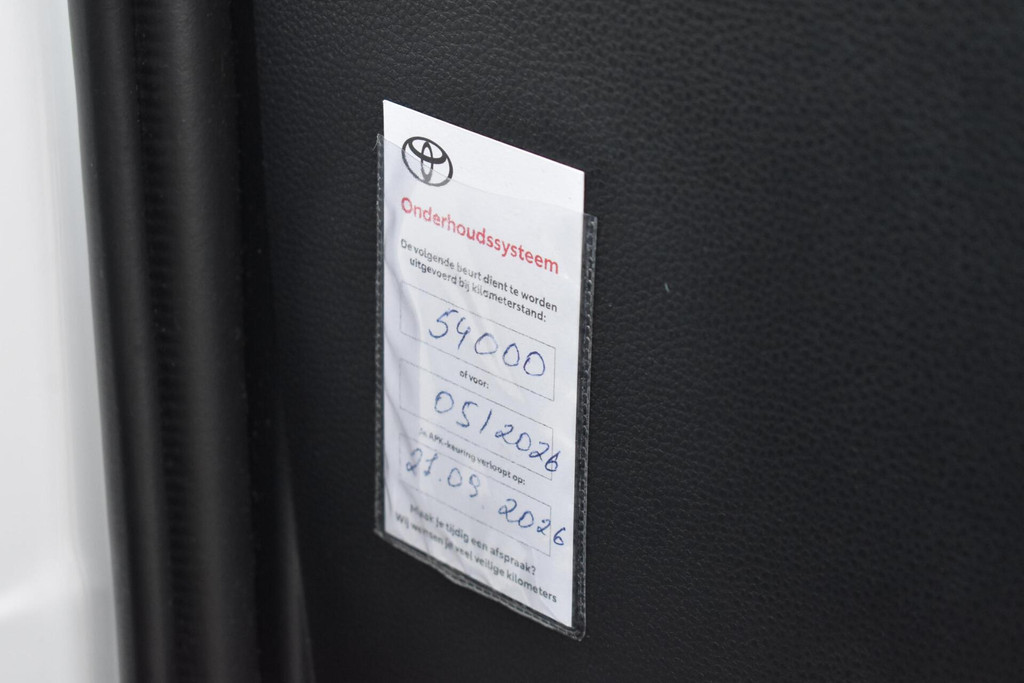 Onderhoudssysteem
De volgende beurt dient te worden
uitgevoerd bij kilometerstand:
54000
of voor:
05/2026
De APK-keuring verloopt op:
27.09.2026
Maak je tijdig een afspraak?
Wij wensen je veel veilige kilometers